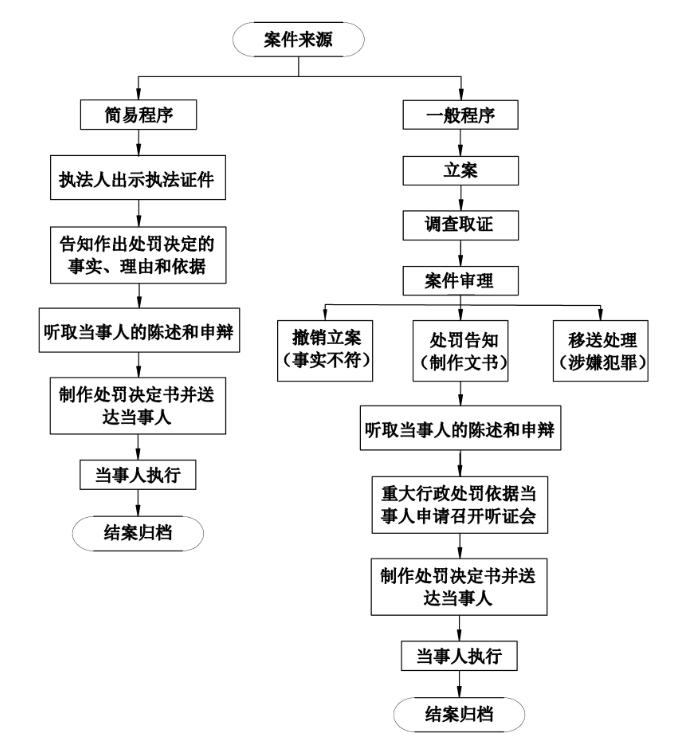 案件来源
简易程序
执法人出示执法证件
告知作出处罚决定的
事实、理由和依据
听取当事人的陈述和申辩
制作处罚决定书并送
达当事人
当事人执行
结案归档
一般程序
立案
调查取证
案件审理
撤销立案
（事实不符）
处罚告知
（制作文书）
移送处理
（涉嫌犯罪）
听取当事人的陈述和申辩
重大行政处罚依据当
事人申请召开听证会
制作处罚决定书并送
达当事人
当事人执行
结案归档